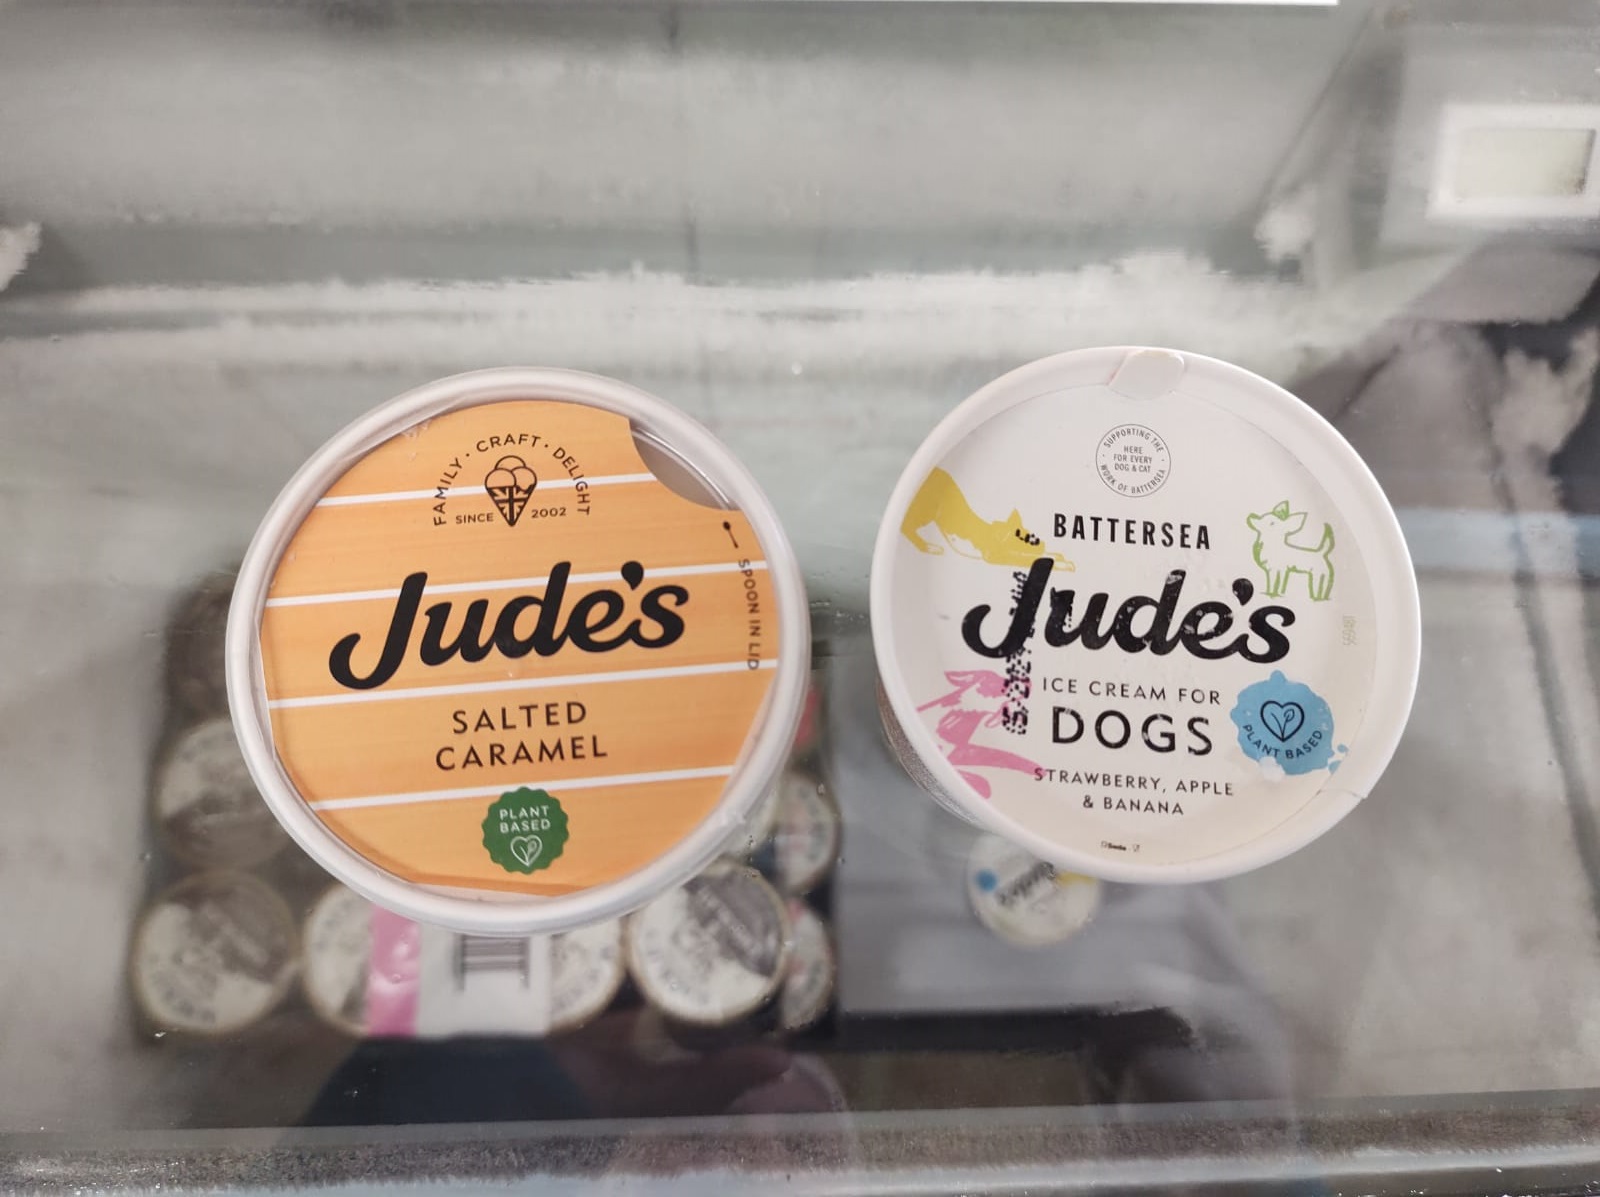 FAMILY · CRAFT · DELIGHT
SINCE 2002
Jude's
SALTED
CARAMEL
PLANT
BASED
SPOON IN LID
SUPPORTING THE
WORK OF BATTERSEA
HERE
FOR EVERY
DOG & CAT
BATTERSEA
Jude's
ICE CREAM FOR
DOGS
STRAWBERRY, APPLE
& BANANA
PLANT BASED